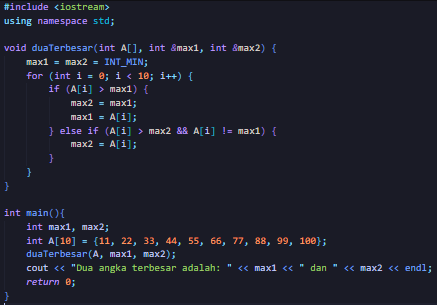 #include <iostream>
using namespace std;
void duaTerbesar(int A[], int &max1, int &max2) {
    max1 = max2 = INT_MIN;
    for (int i = 0; i < 10; i++) {
        if (A[i] > max1) {
            max2 = max1;
            max1 = A[i];
        } else if (A[i] > max2 && A[i] != max1) {
            max2 = A[i];
        }
    }
}
int main(){
    int max1, max2;
    int A[10] = {11, 22, 33, 44, 55, 66, 77, 88, 99, 100};
    duaTerbesar(A, max1, max2);
    cout << "Dua angka terbesar adalah: " << max1 << " dan " << max2 << endl;
    return 0;
}